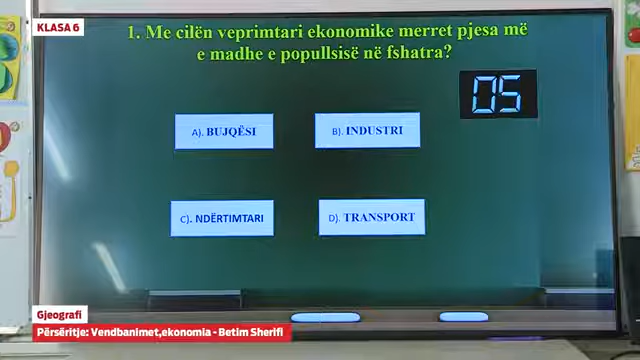 KLASA 6
1. Me cilën veprimtari ekonomike merret pjesa më
e madhe e popullsisë në fshatra?
05
A). BUJQËSI
B). INDUSTRI
C). NDËRTIMTARI
D). TRANSPORT
Gjeografi
Përsëritje: Vendbanimet,ekonomia - Betim Sherifi